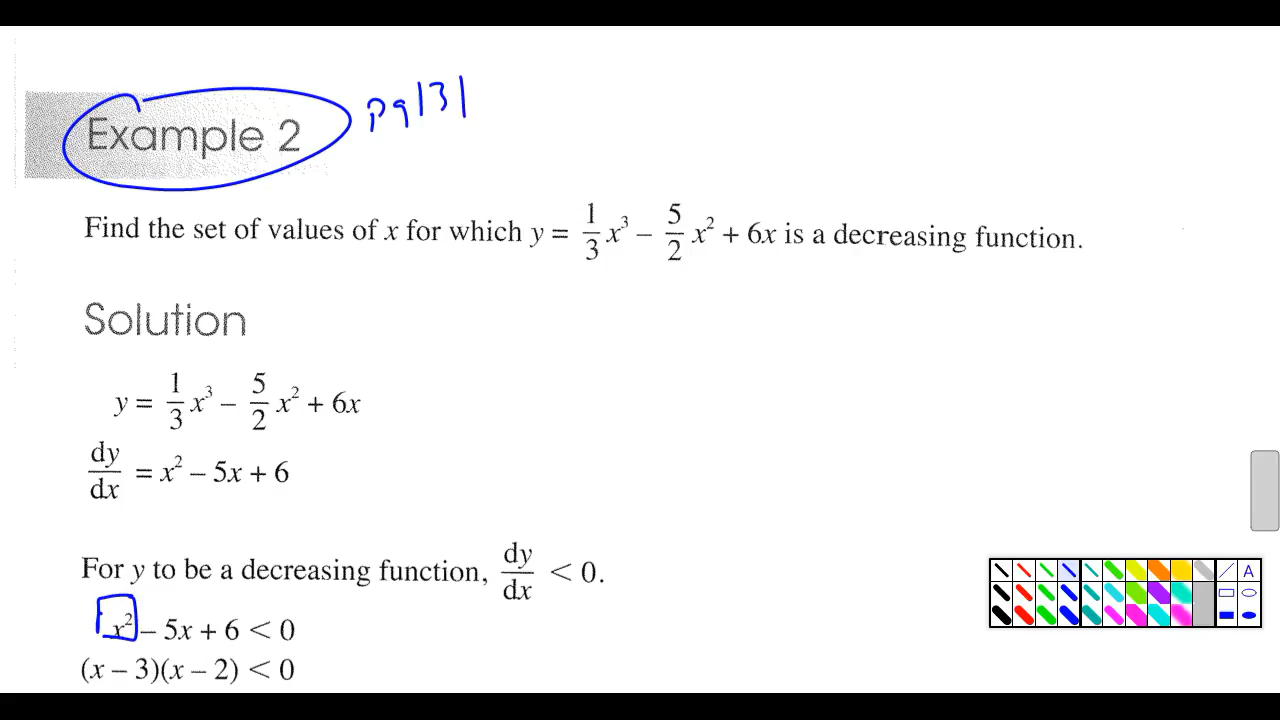 Example 2 pg 131
Find the set of values of x for which y = 1/3 x³ − 5/2 x² + 6x is a decreasing function.
Solution
y = 1/3 x³ − 5/2 x² + 6x
dy/dx = x² − 5x + 6
For y to be a decreasing function, dy/dx < 0.
x² − 5x + 6 < 0
(x − 3)(x − 2) < 0
A